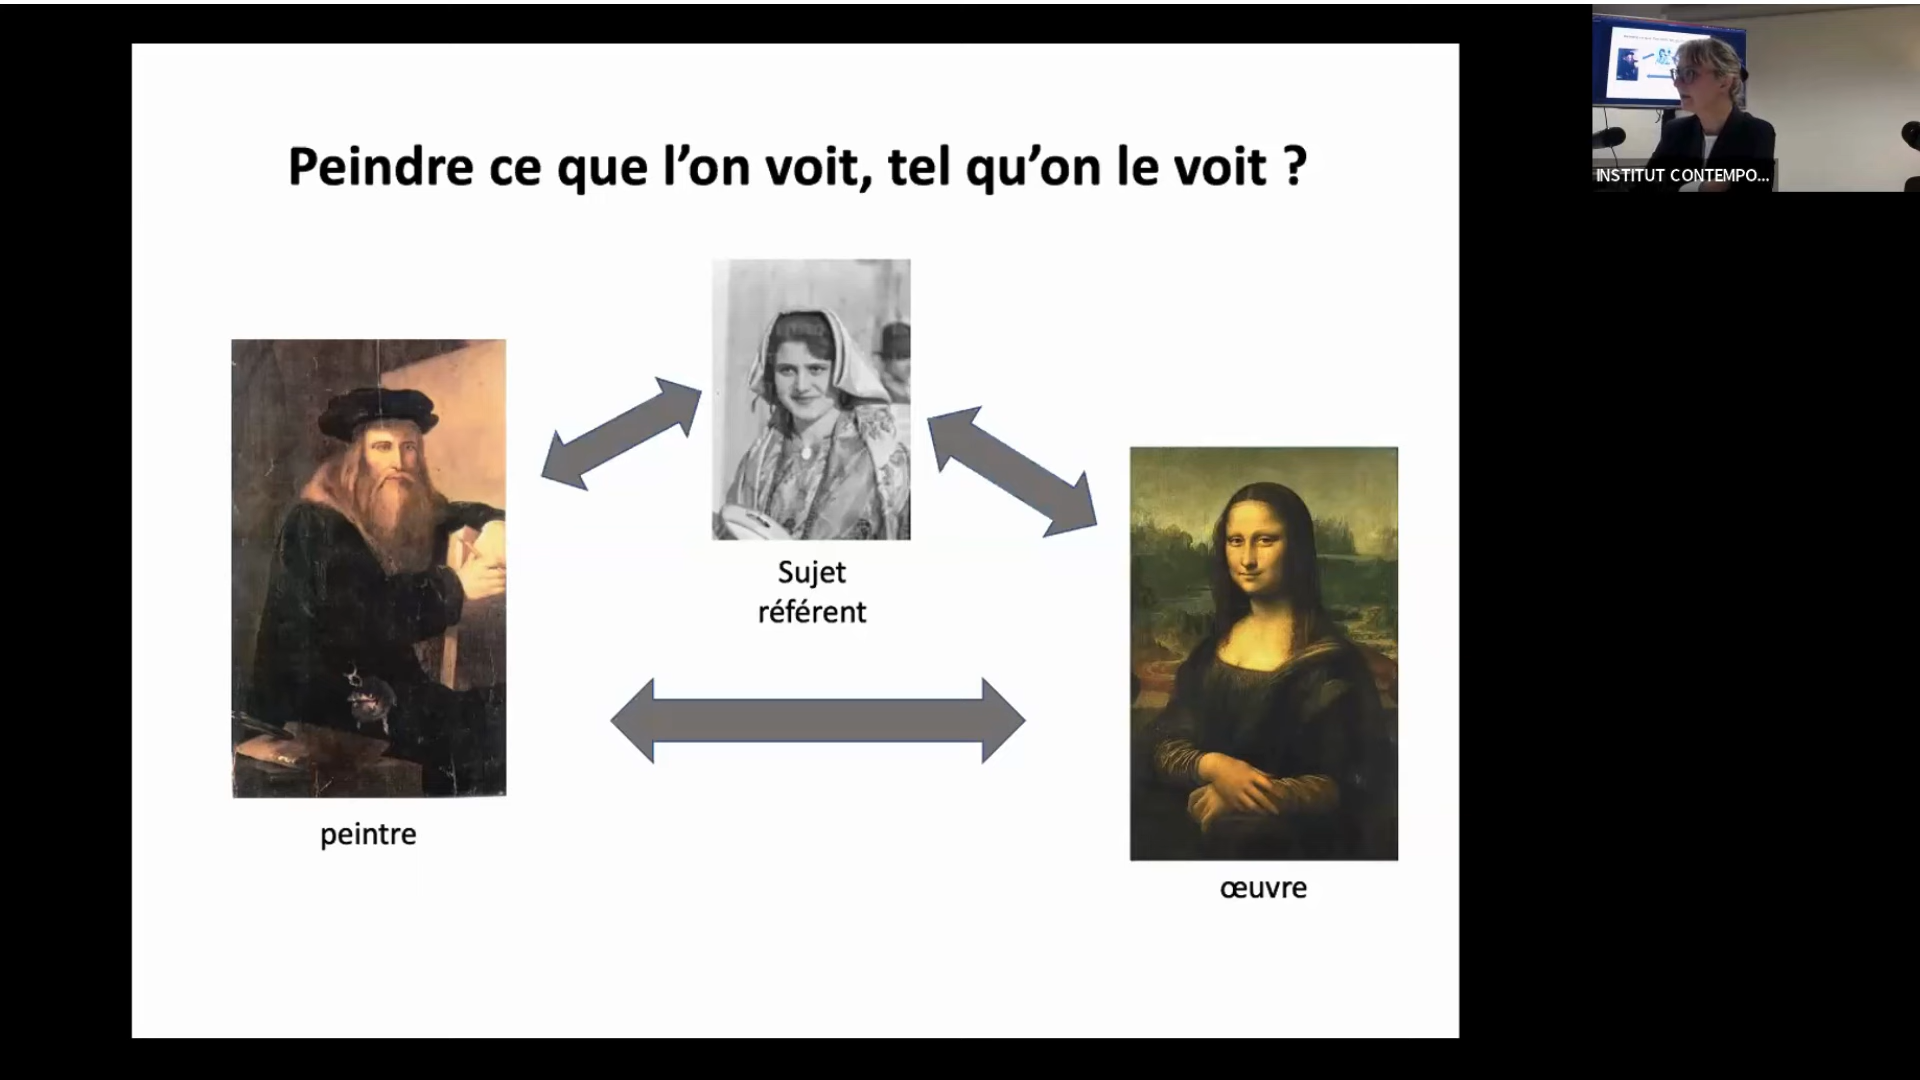 Peindre ce que l’on voit, tel qu’on le voit ?
Sujet
référent
peintre
œuvre
INSTITUT CONTEMPO...